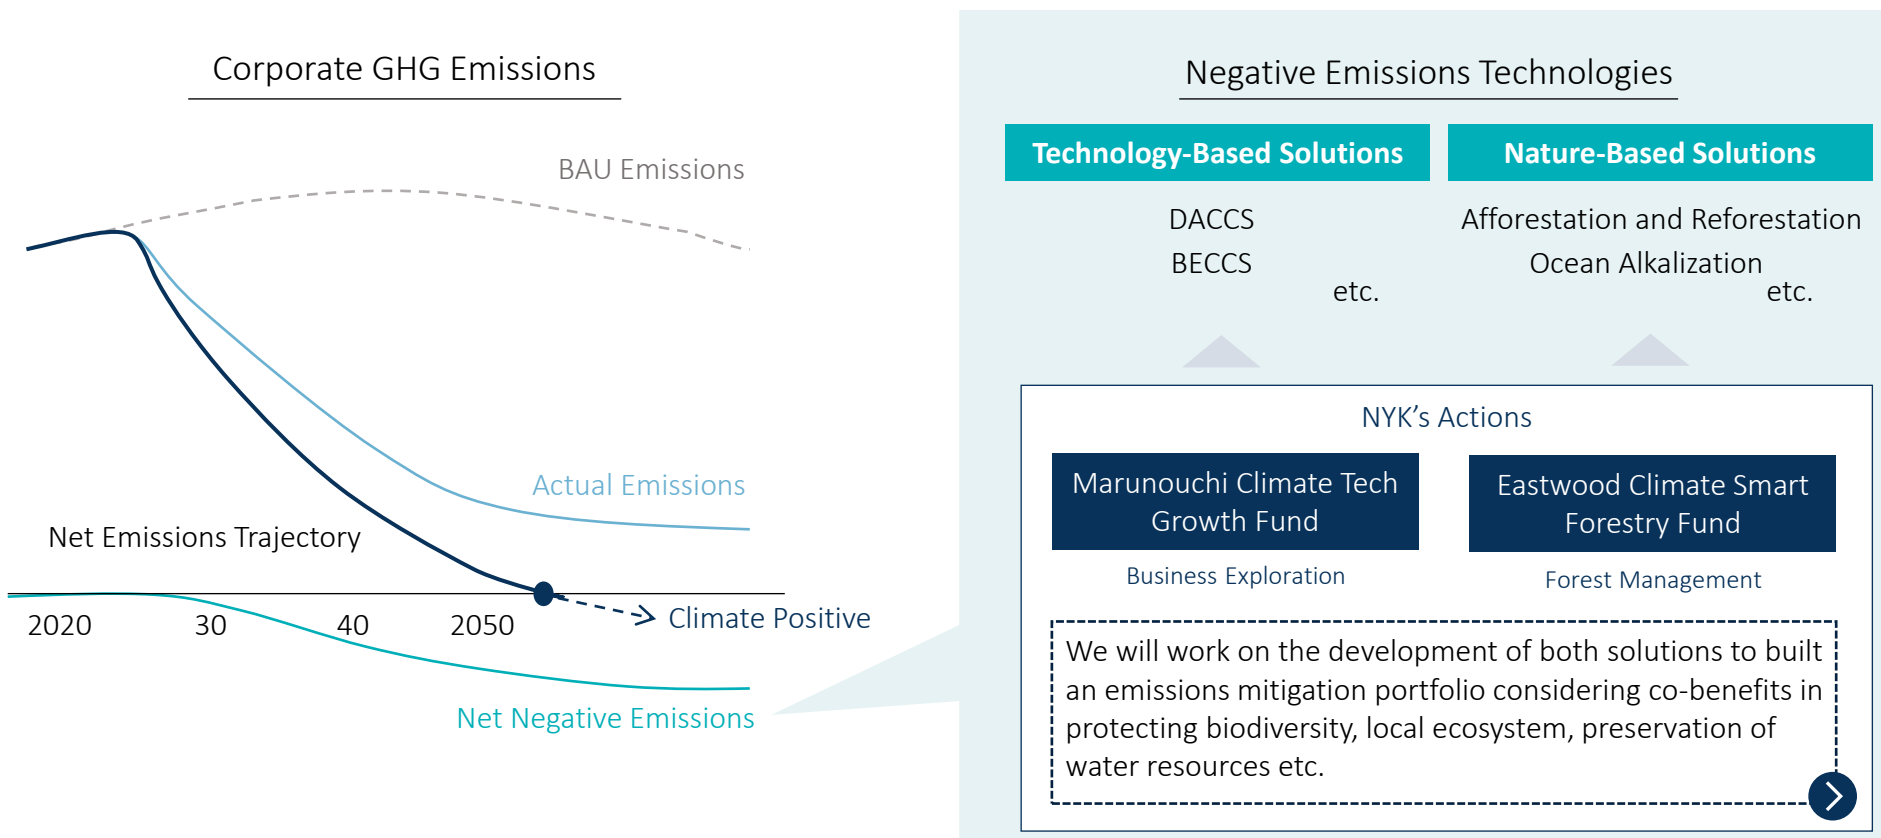 Corporate GHG Emissions
BAU Emissions
Actual Emissions
Net Emissions Trajectory
2020
30
40
2050
Climate Positive
Net Negative Emissions
Negative Emissions Technologies
Technology-Based Solutions
DACCS
BECCS
etc.
Nature-Based Solutions
Afforestation and Reforestation
Ocean Alkalization
etc.
NYK’s Actions
Marunouchi Climate Tech
Growth Fund
Business Exploration
Eastwood Climate Smart
Forestry Fund
Forest Management
We will work on the development of both solutions to built
an emissions mitigation portfolio considering co-benefits in
protecting biodiversity, local ecosystem, preservation of
water resources etc.